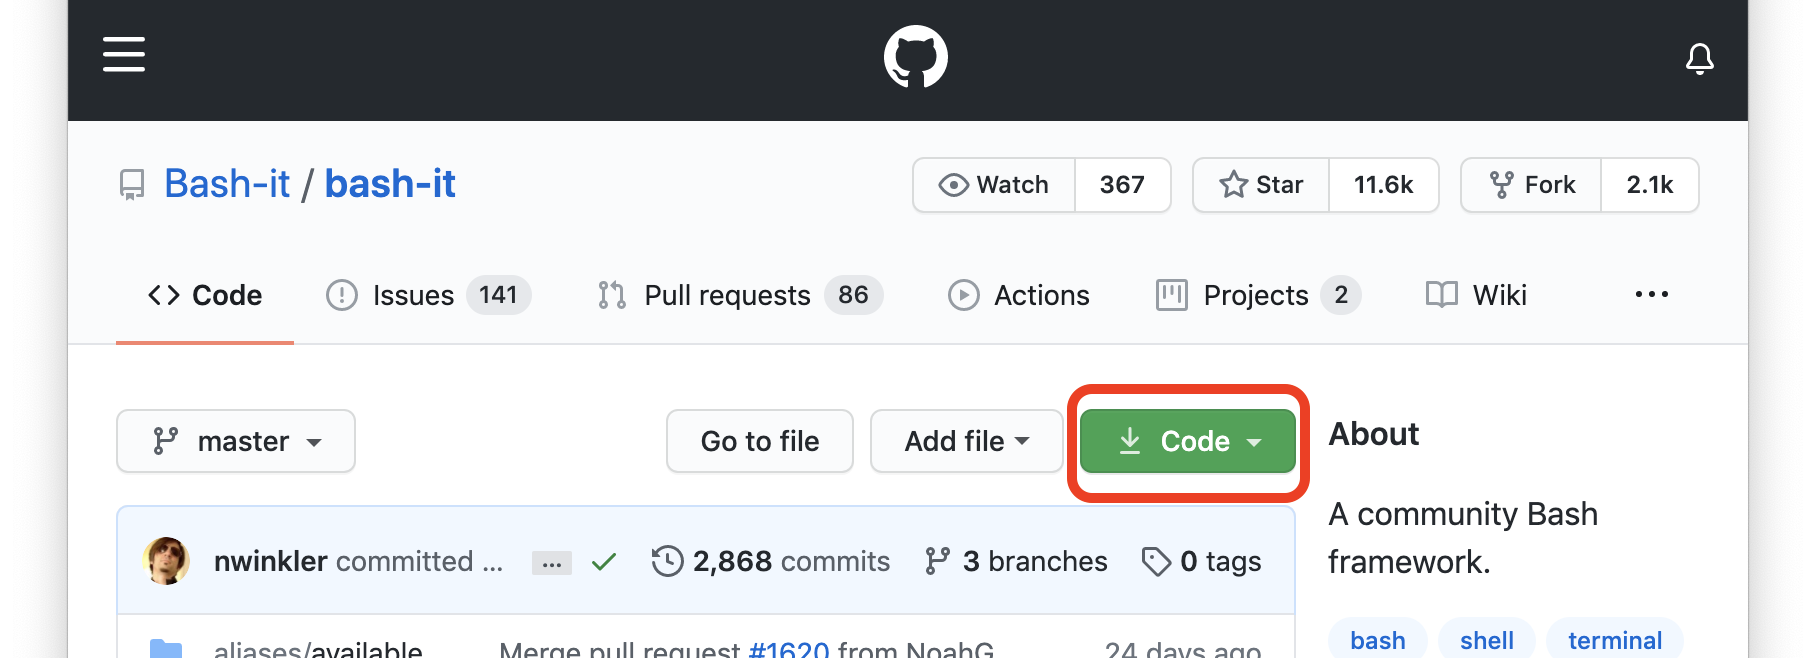 Bash-it / bash-it
Watch 367 Star 11.6k Fork 2.1k
Code Issues 141 Pull requests 86 Actions Projects 2 Wiki ...
master Go to file Add file Code About
A community Bash
framework.
nwinkler committed ... ... 2,868 commits 3 branches 0 tags
bash shell terminal
aliases/available Merge pull request #1620 from NoahG 24 days ago